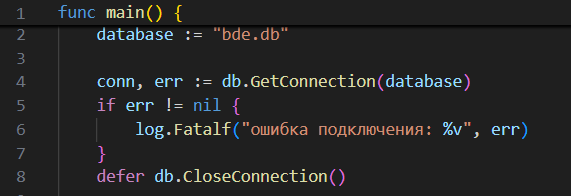 1 func main() {
2 database := "bde.db"
3
4 conn, err := db.GetConnection(database)
5 if err != nil {
6 log.Fatalf("ошибка подключения: %v", err)
7 }
8 defer db.CloseConnection()